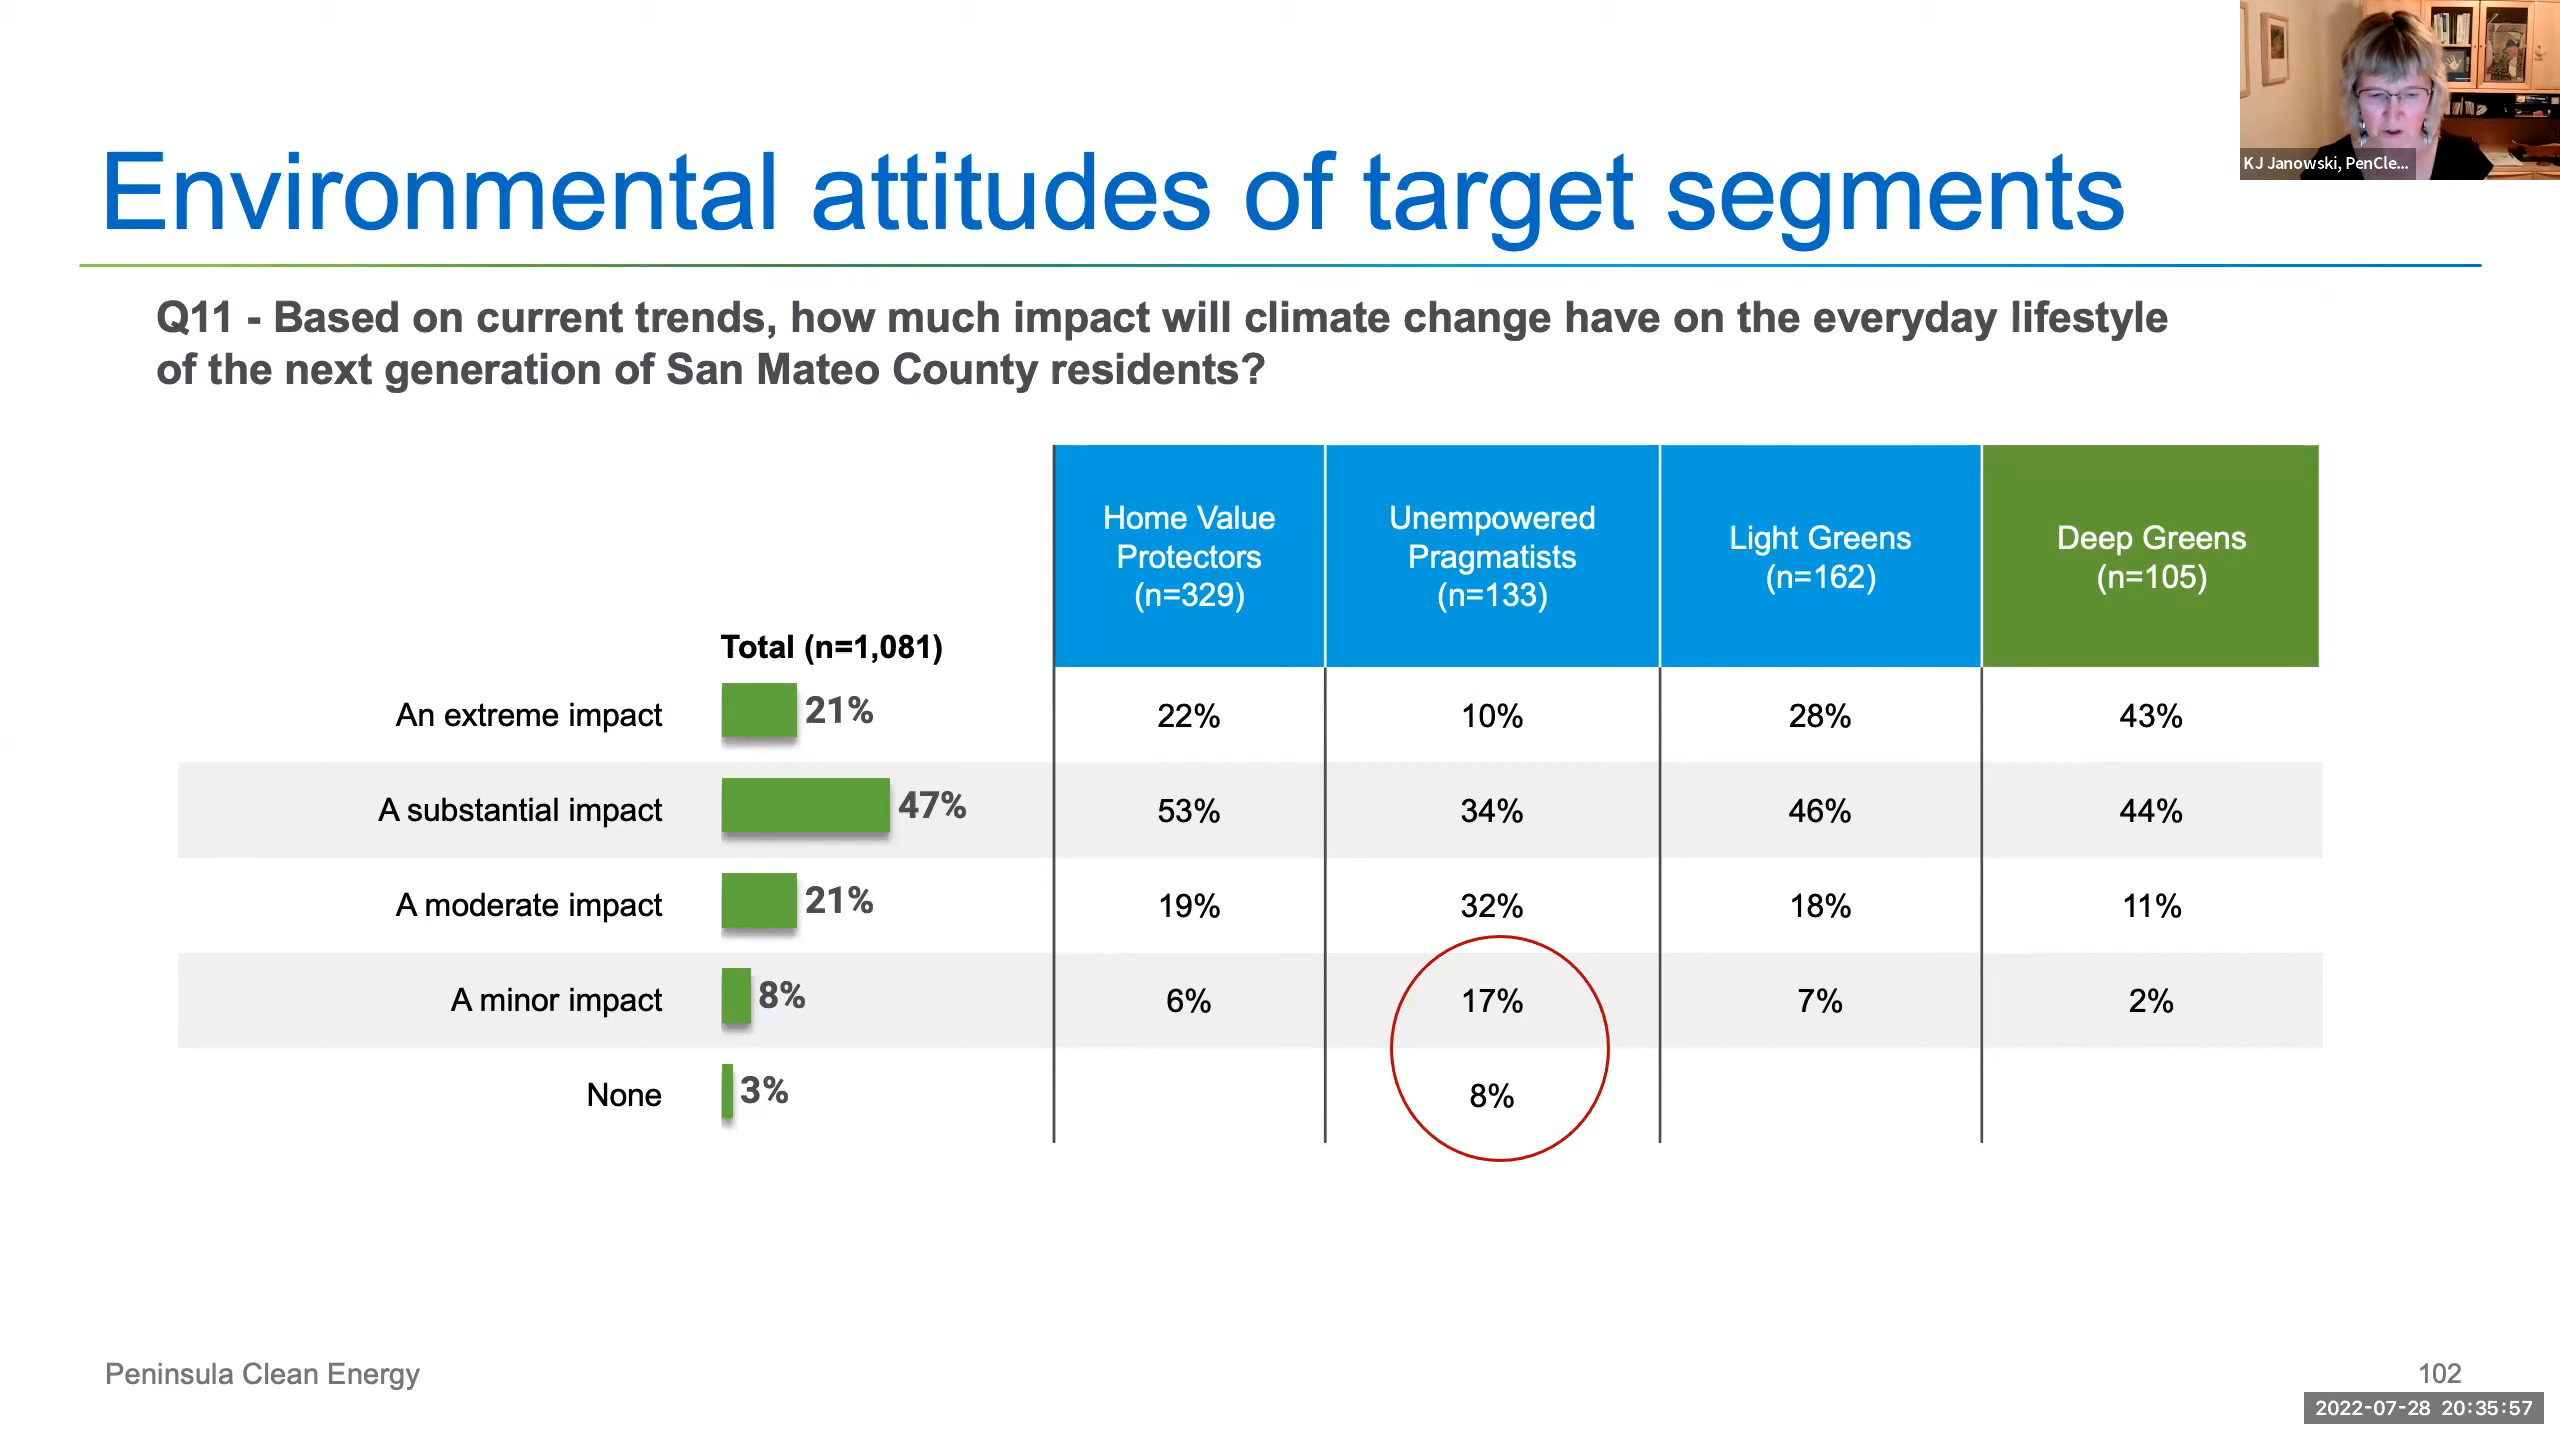 KJ Janowski, PenCle...
Environmental attitudes of target segments
Q11 - Based on current trends, how much impact will climate change have on the everyday lifestyle
of the next generation of San Mateo County residents?
Home Value
Protectors
(n=329)
Unempowered
Pragmatists
(n=133)
Light Greens
(n=162)
Deep Greens
(n=105)
Total (n=1,081)
An extreme impact 21% 22% 10% 28% 43%
A substantial impact 47% 53% 34% 46% 44%
A moderate impact 21% 19% 32% 18% 11%
A minor impact 8% 6% 17% 7% 2%
None 3% 8%
Peninsula Clean Energy
102
2022-07-28 20:35:57